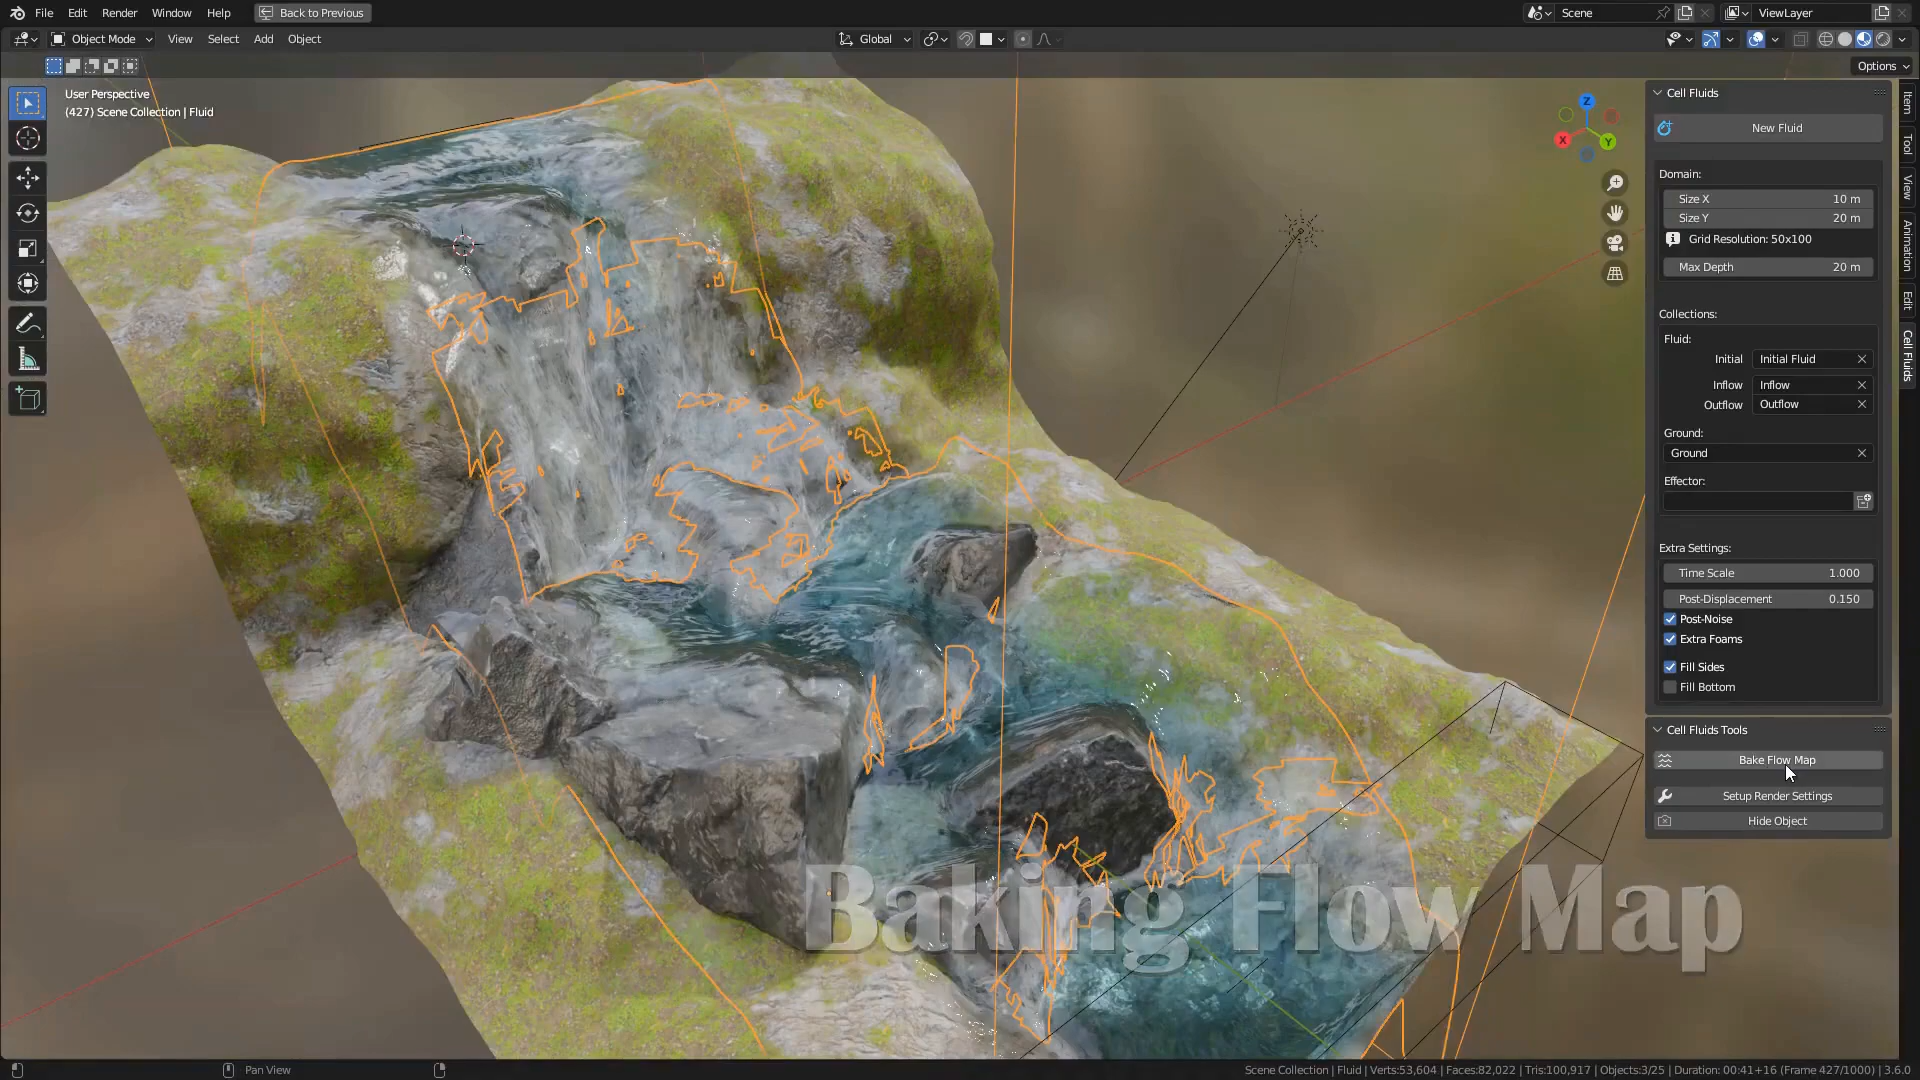 File Edit Render Window Help Back to Previous Scene ViewLayer
Object Mode View Select Add Object Global
Options
User Perspective
(427) Scene Collection | Fluid
Z
X
Y
Cell Fluids
New Fluid
Domain:
Size X 10 m
Size Y 20 m
Grid Resolution: 50x100
Max Depth 20 m
Collections:
Fluid:
Initial Initial Fluid
Inflow Inflow
Outflow Outflow
Ground:
Ground
Effector:
Extra Settings:
Time Scale 1.000
Post-Displacement 0.150
Post-Noise
Extra Foams
Fill Sides
Fill Bottom
Cell Fluids Tools
Bake Flow Map
Setup Render Settings
Hide Object
Item
Tool
View
Animation
Edit
Cell Fluids
Baking Flow Map
Pan View
Scene Collection | Fluid | Verts:53,604 | Faces:82,022 | Tris:100,917 | Objects:3/25 | Duration: 00:41+16 (Frame 427/1000) | 3.6.0